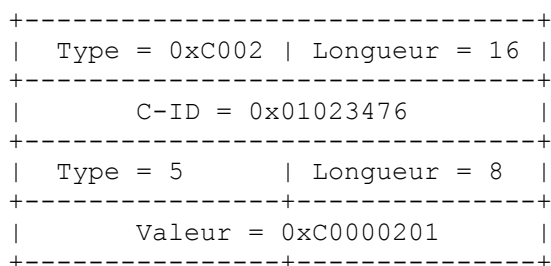 +---------------------------------+
|  Type = 0xC002 | Longueur = 16 |
+---------------------------------+
|       C-ID = 0x01023476        |
+---------------------------------+
|  Type = 5      | Longueur = 8  |
+----------------+---------------+
|       Valeur = 0xC0000201      |
+----------------+---------------+